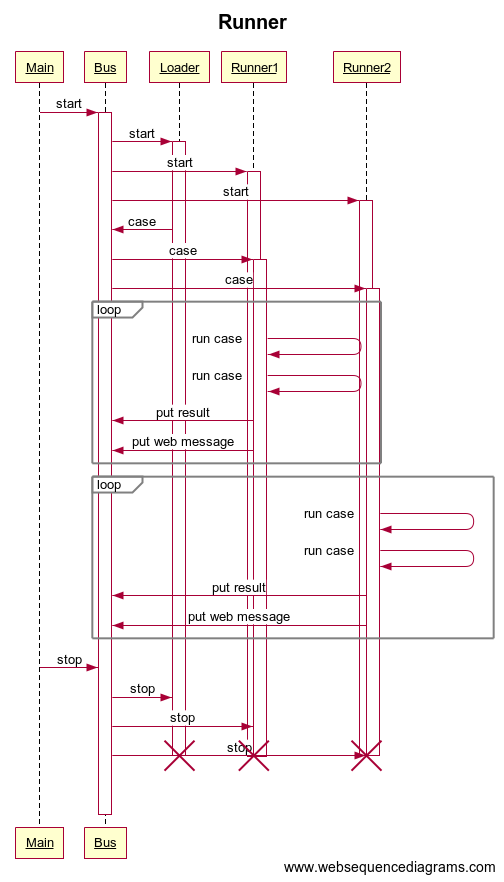 Runner
Main Bus Loader Runner1 Runner2
start
start
start
start
case
case
case
loop
run case
run case
put result
put web message
loop
run case
run case
put result
put web message
stop
stop
stop
stop
Main Bus
www.websequencediagrams.com